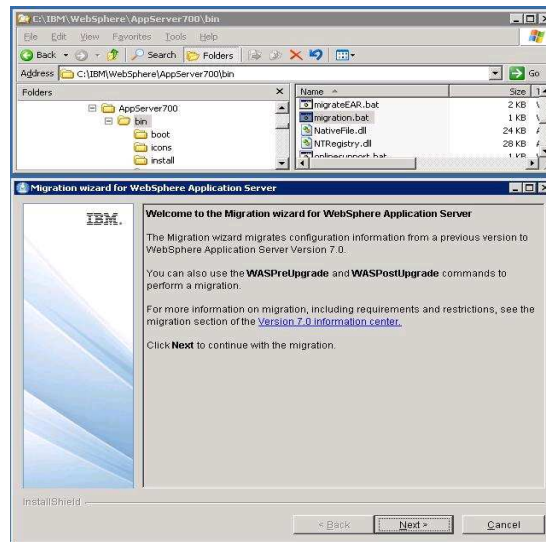 C:\IBM\WebSphere\AppServer700\bin
File Edit View Favorites Tools Help
Back Search Folders
Address C:\IBM\WebSphere\AppServer700\bin Go
Folders
AppServer700
bin
boot
icons
install
Name Size
migrateEAR.bat 2 KB
migration.bat 1 KB
NativeFile.dll 24 KB
NTRegistry.dll 28 KB
onlinesupport.bat 1 KB
Migration wizard for WebSphere Application Server
IBM.
Welcome to the Migration wizard for WebSphere Application Server
The Migration wizard migrates configuration information from a previous version to
WebSphere Application Server Version 7.0.
You can also use the WASPreUpgrade and WASPostUpgrade commands to
perform a migration.
For more information on migration, including requirements and restrictions, see the
migration section of the Version 7.0 information center.
Click Next to continue with the migration.
InstallShield
< Back Next > Cancel